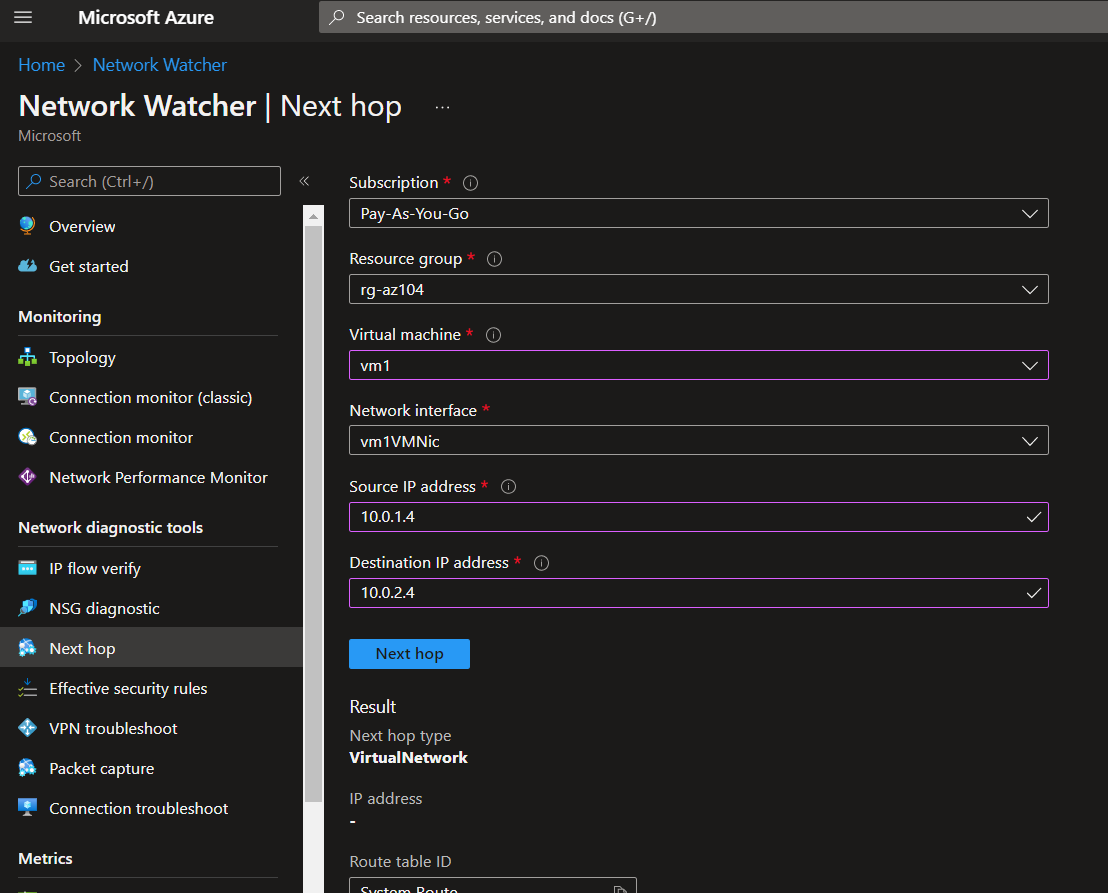 Microsoft Azure
Search resources, services, and docs (G+/)
Home > Network Watcher
Network Watcher | Next hop ...
Microsoft
Search (Ctrl+/)
«
Overview
Get started
Monitoring
Topology
Connection monitor (classic)
Connection monitor
Network Performance Monitor
Network diagnostic tools
IP flow verify
NSG diagnostic
Next hop
Effective security rules
VPN troubleshoot
Packet capture
Connection troubleshoot
Metrics
Subscription *
Pay-As-You-Go
Resource group *
rg-az104
Virtual machine *
vm1
Network interface *
vm1VMNic
Source IP address *
10.0.1.4
Destination IP address *
10.0.2.4
Next hop
Result
Next hop type
VirtualNetwork
IP address
-
Route table ID
System Route